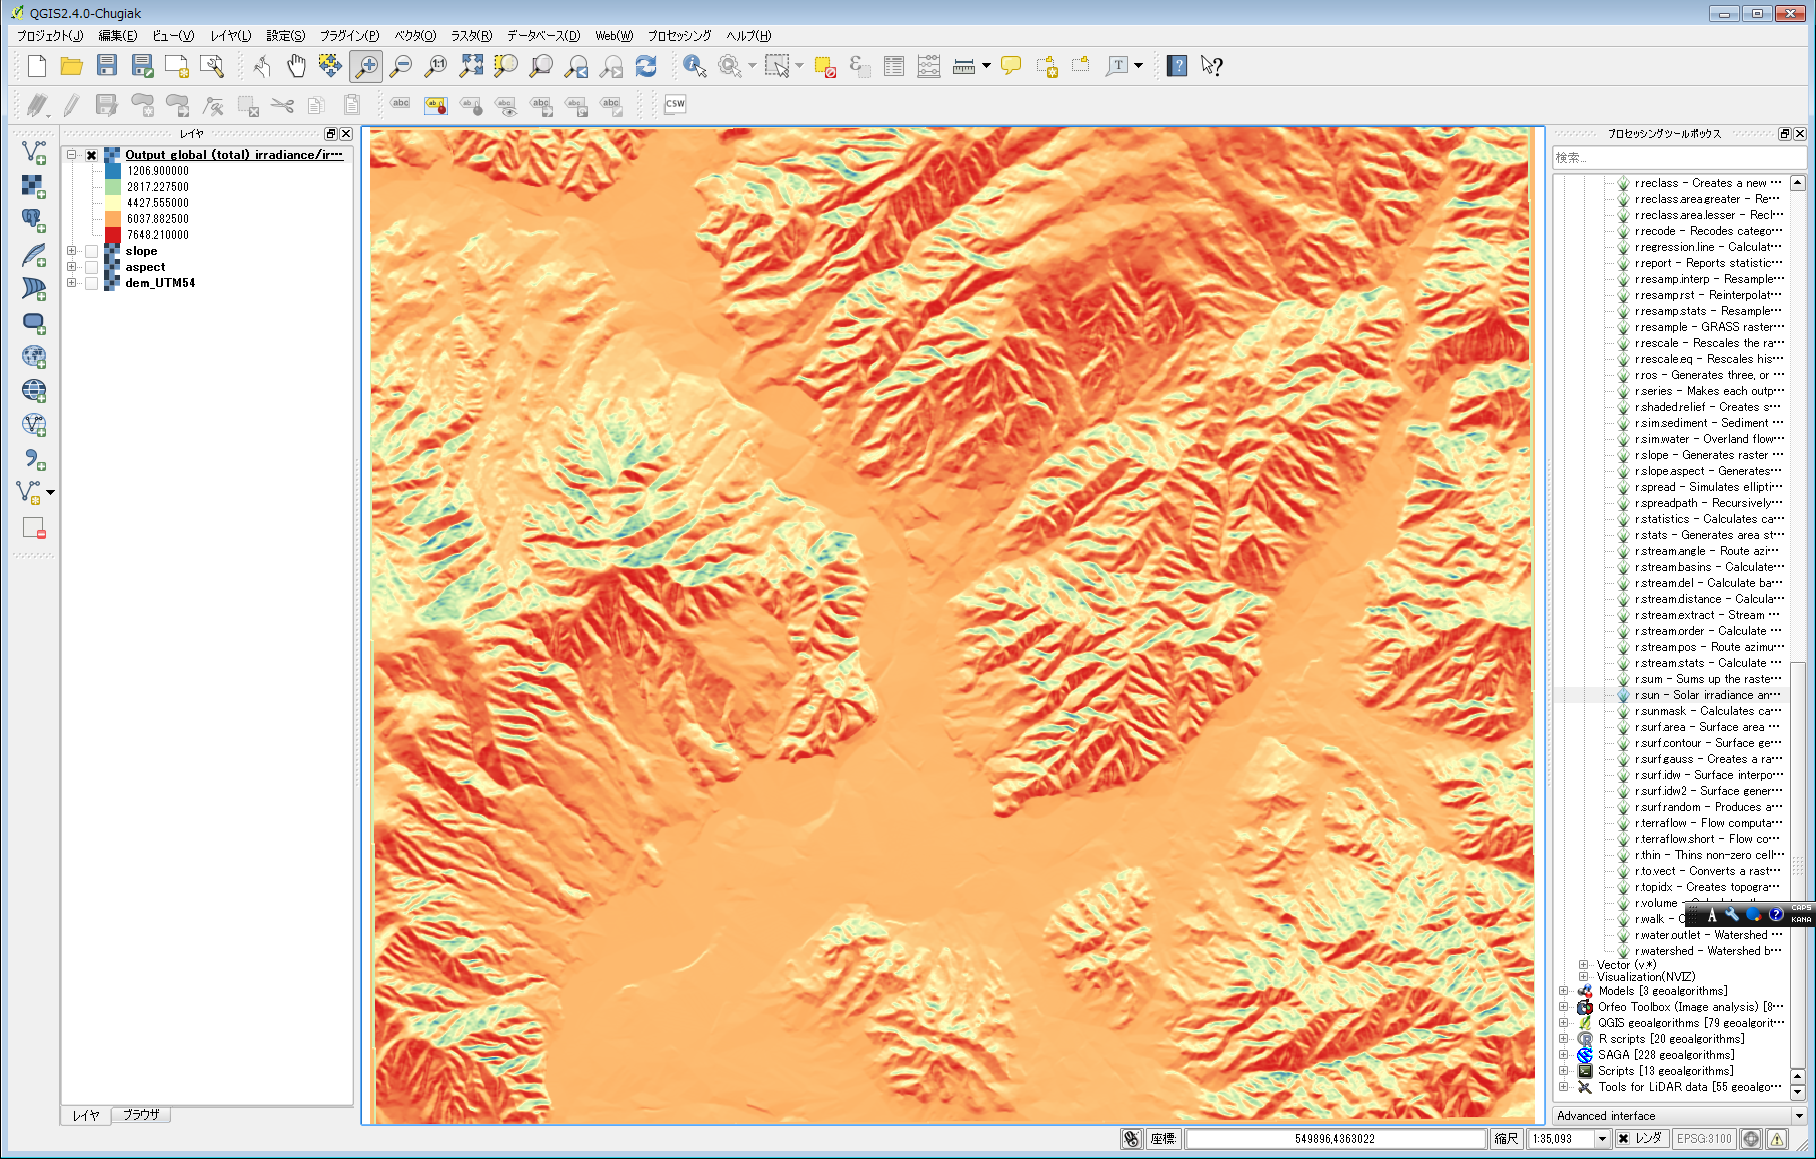 QGIS2.4.0-Chugiak
プロジェクト(J) 編集(E) ビュー(V) レイヤ(L) 設定(S) プラグイン(P) ベクタ(O) ラスタ(R) データベース(D) Web(W) プロセッシング ヘルプ(H)
1:1
T
abc ab abc abc abc abc abc CSW
レイヤ
Output global (total) irradiance/ir…
1206.900000
2817.227500
4427.555000
6037.882500
7648.210000
slope
aspect
dem_UTM54
レイヤ ブラウザ
プロセッシングツールボックス
検索...
r.reclass - Creates a new …
r.reclass.area.greater - Re…
r.reclass.area.lesser - Recl…
r.recode - Recodes catego…
r.regression.line - Calculat…
r.report - Reports statistic…
r.resamp.interp - Resample…
r.resamp.rst - Reinterpolat…
r.resamp.stats - Resample…
r.resample - GRASS raster…
r.rescale - Rescales the ra…
r.rescale.eq - Rescales his…
r.ros - Generates three, or …
r.series - Makes each outp…
r.shaded.relief - Creates s…
r.sim.sediment - Sediment …
r.sim.water - Overland flow…
r.slope - Generates raster …
r.slope.aspect - Generates…
r.spread - Simulates ellipti…
r.spreadpath - Recursively…
r.statistics - Calculates ca…
r.stats - Generates area st…
r.stream.angle - Route azi…
r.stream.basins - Calculate…
r.stream.del - Calculate ba…
r.stream.distance - Calcula…
r.stream.extract - Stream …
r.stream.order - Calculate …
r.stream.pos - Route azimu…
r.stream.stats - Calculate …
r.sum - Sums up the raste…
r.sun - Solar irradiance an…
r.sunmask - Calculates ca…
r.surf.area - Surface area …
r.surf.contour - Surface ge…
r.surf.gauss - Creates a ra…
r.surf.idw - Surface interpo…
r.surf.idw2 - Surface gener…
r.surf.random - Produces a…
r.terraflow - Flow computa…
r.terraflow.short - Flow co…
r.thin - Thins non-zero cell…
r.to.vect - Converts a rast…
r.topidx - Creates topogra…
r.volume -
r.walk - C
A ? CAPS
KANA
r.water.outlet - Watershed …
r.watershed - Watershed b…
Vector (v.*)
Visualization(NVIZ)
Models [3 geoalgorithms]
Orfeo Toolbox (Image analysis) [8…
QGIS geoalgorithms [79 geoalgorit…
R scripts [20 geoalgorithms]
SAGA [228 geoalgorithms]
Scripts [13 geoalgorithms]
Tools for LiDAR data [55 geoalgo…
Advanced interface
座標: 549896,4363022 縮尺 1:35,093 レンダ EPSG:3100